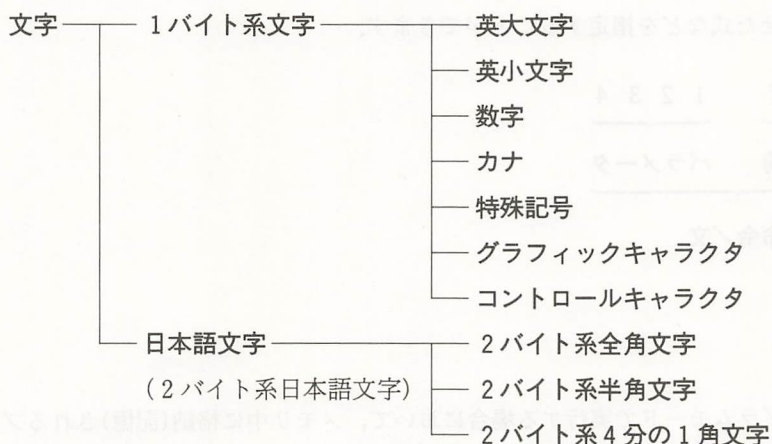 文字 1バイト系文字 英大文字
英小文字
数字
カナ
特殊記号
グラフィックキャラクタ
コントロールキャラクタ
日本語文字 2バイト系全角文字
(2バイト系日本語文字) 2バイト系半角文字
2バイト系4分の1角文字